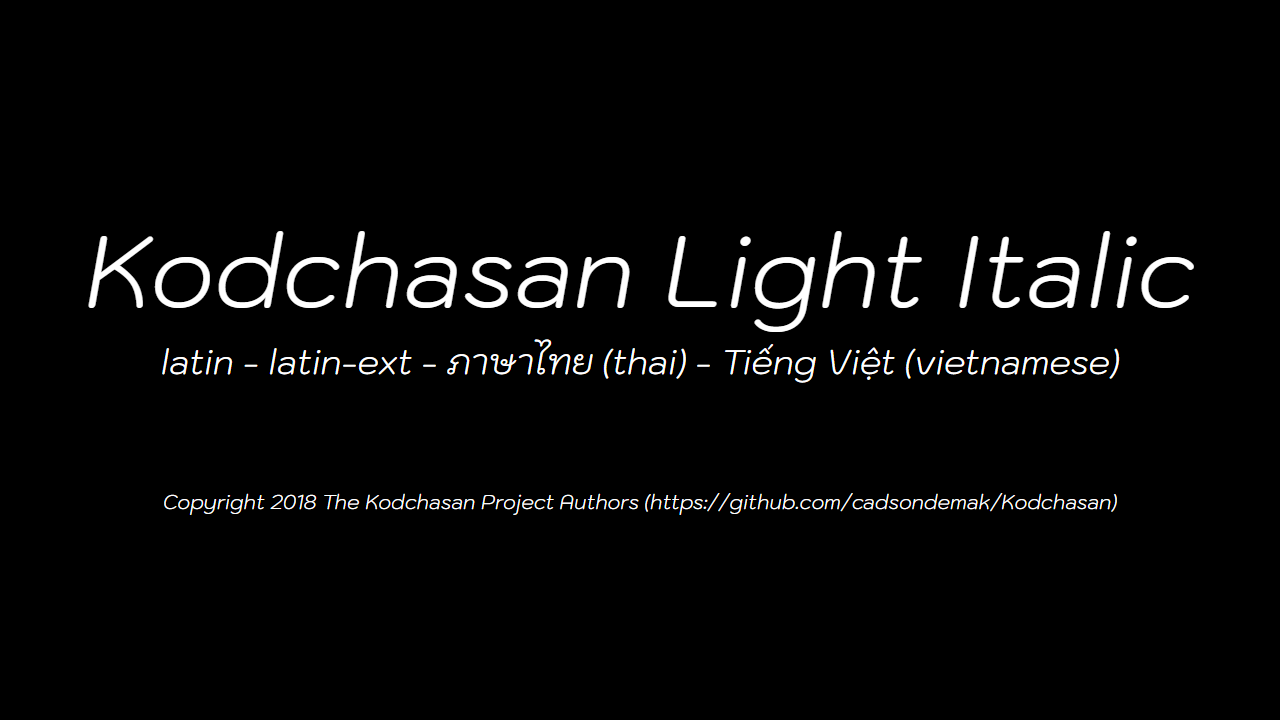 Kodchasan Light Italic
latin - latin-ext - ภาษาไทย (thai) - Tiếng Việt (vietnamese)
Copyright 2018 The Kodchasan Project Authors (https://github.com/cadsondemak/Kodchasan)